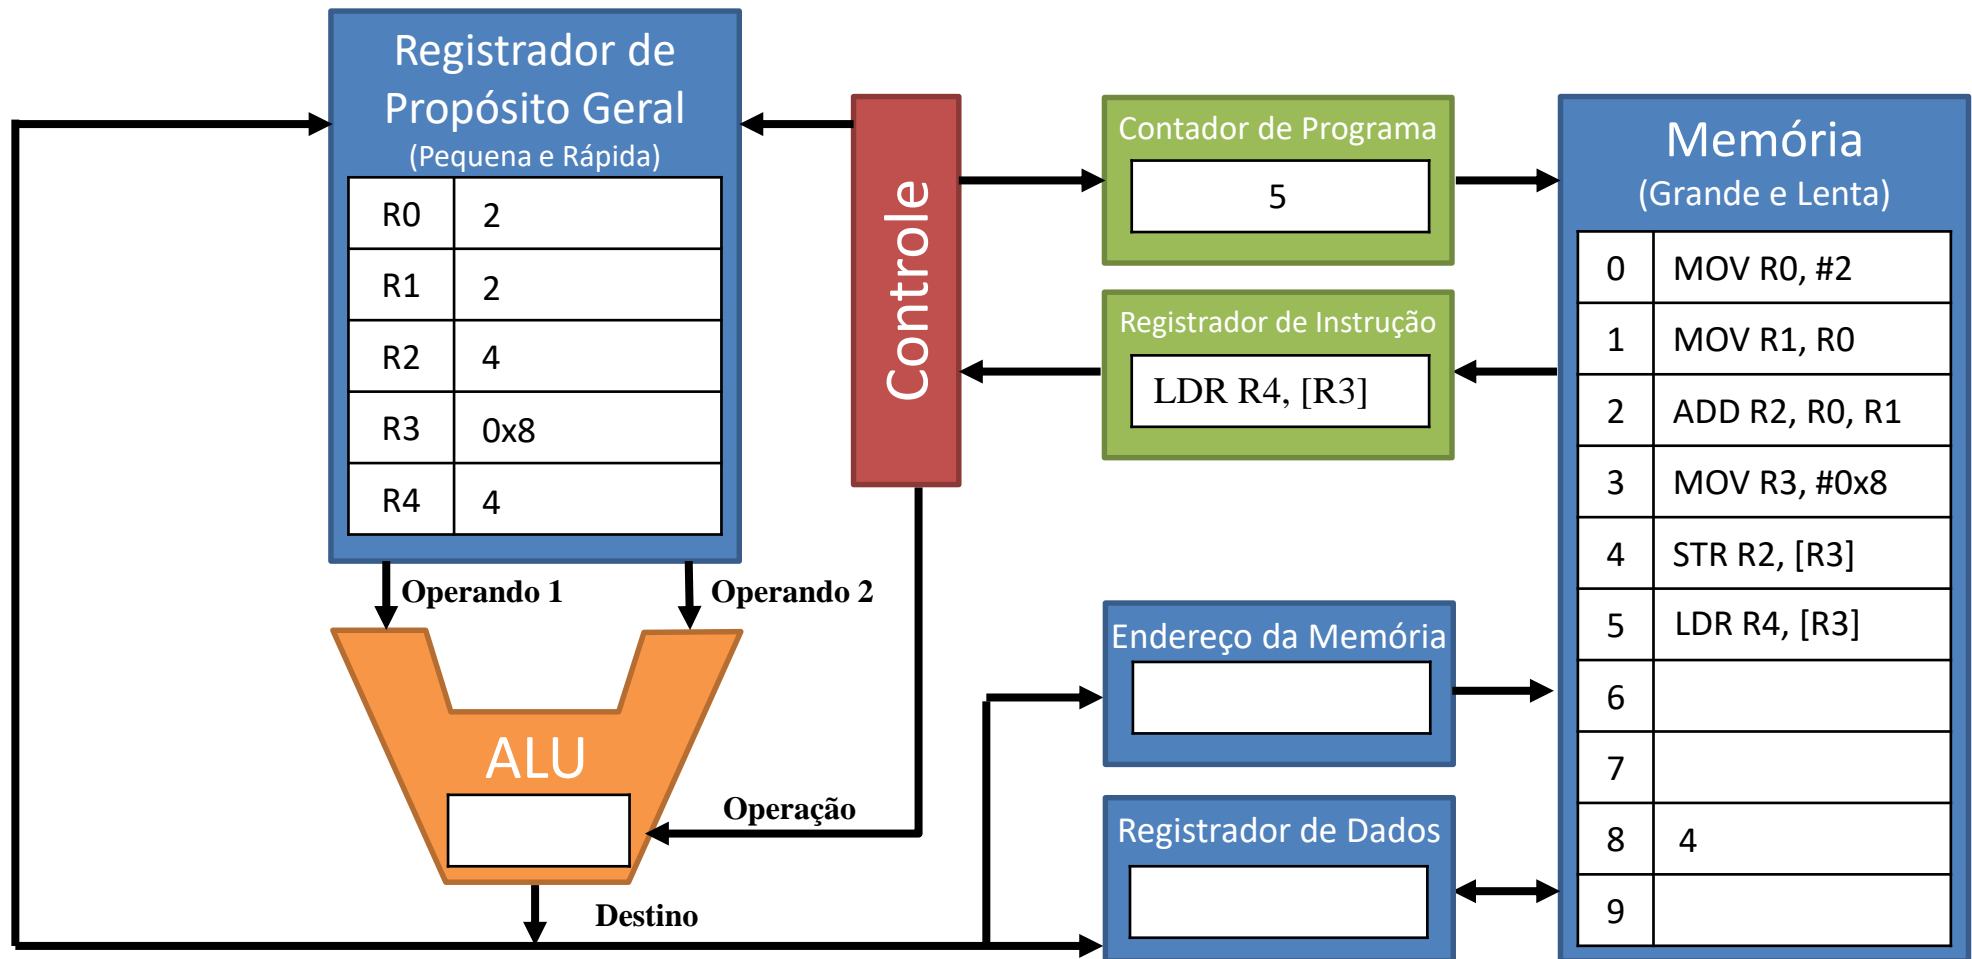 Registrador de
Propósito Geral
(Pequena e Rápida)
R0 2
R1 2
R2 4
R3 0x8
R4 4
Operando 1
Operando 2
ALU
Operação
Destino
Controle
Contador de Programa
5
Registrador de Instrução
LDR R4, [R3]
Endereço da Memória
Registrador de Dados
Memória
(Grande e Lenta)
0 MOV R0, #2
1 MOV R1, R0
2 ADD R2, R0, R1
3 MOV R3, #0x8
4 STR R2, [R3]
5 LDR R4, [R3]
6
7
8 4
9